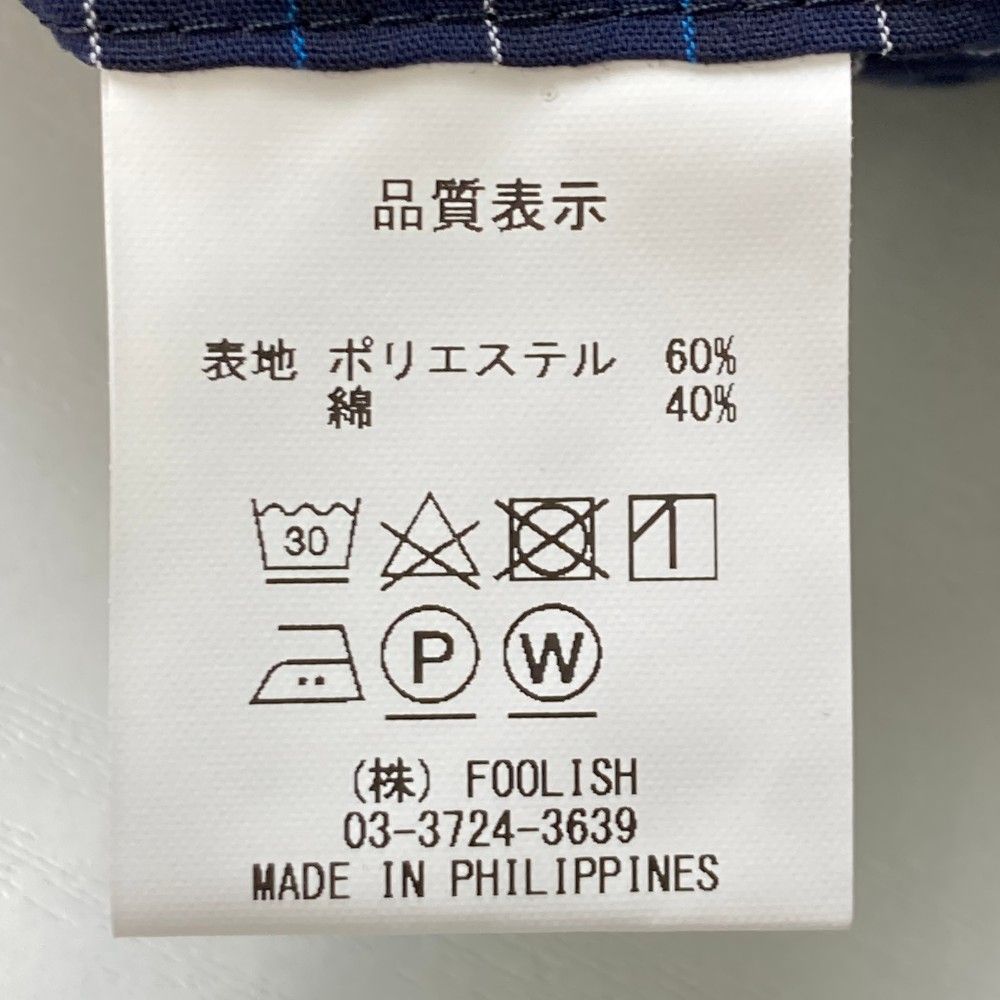 品質表示
表地 ポリエステル 60%
綿 40%
30
P W
(株) FOOLISH
03-3724-3639
MADE IN PHILIPPINES